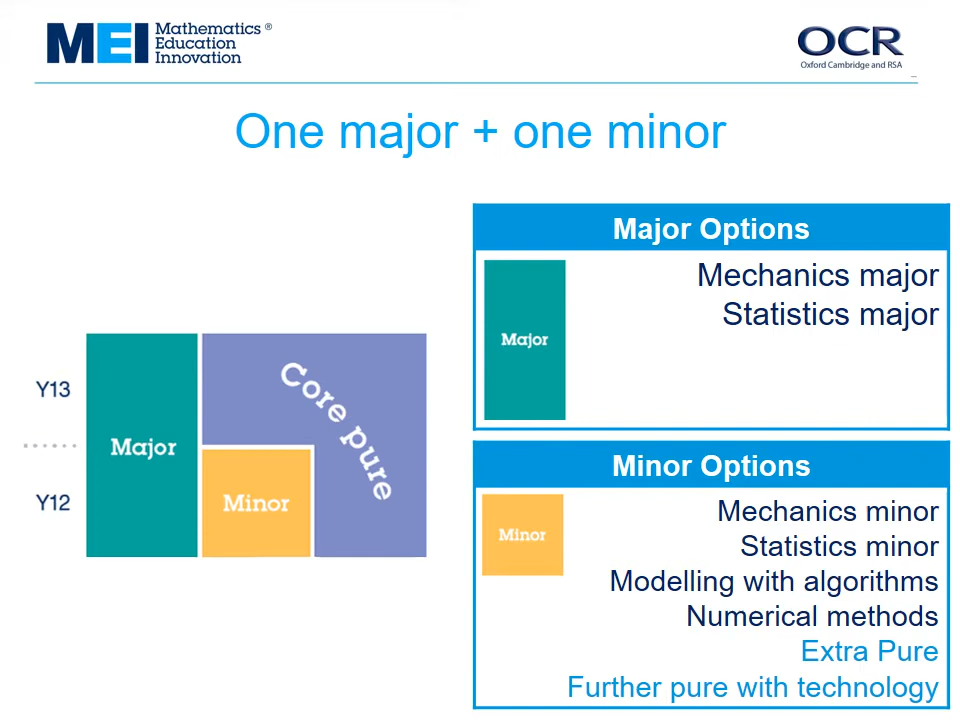 MEI Mathematics ®
Education
Innovation
OCR
Oxford Cambridge and RSA
One major + one minor
Y13
Y12
Major
Core pure
Minor
Major Options
Major
Mechanics major
Statistics major
Minor Options
Minor
Mechanics minor
Statistics minor
Modelling with algorithms
Numerical methods
Extra Pure
Further pure with technology